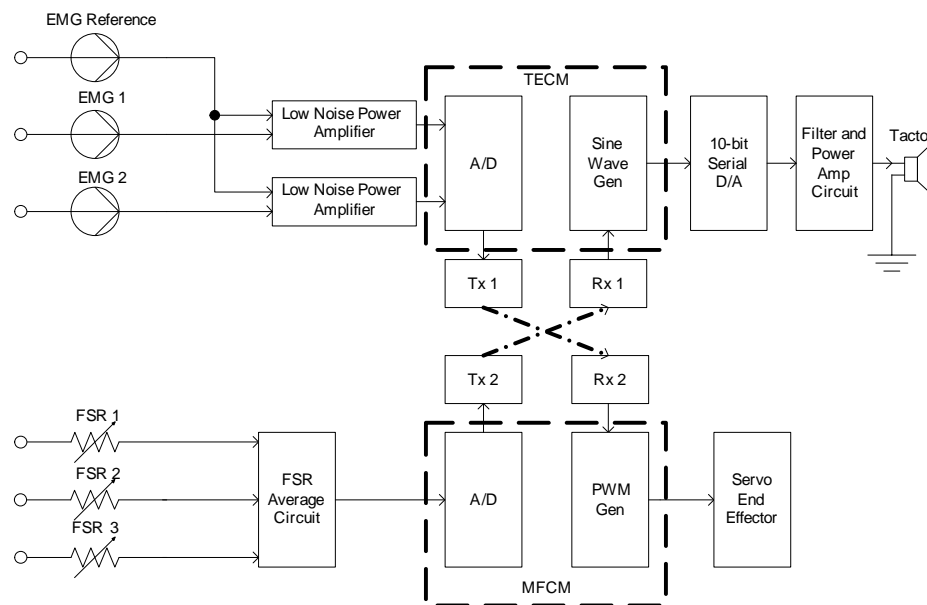 EMG Reference
EMG 1
EMG 2
Low Noise Power
Amplifier
Low Noise Power
Amplifier
TECM
A/D
Sine
Wave
Gen
10-bit
Serial
D/A
Filter and
Power
Amp
Circuit
Tacto
Tx 1
Rx 1
Tx 2
Rx 2
FSR 1
FSR 2
FSR 3
FSR
Average
Circuit
A/D
PWM
Gen
Servo
End
Effector
MFCM